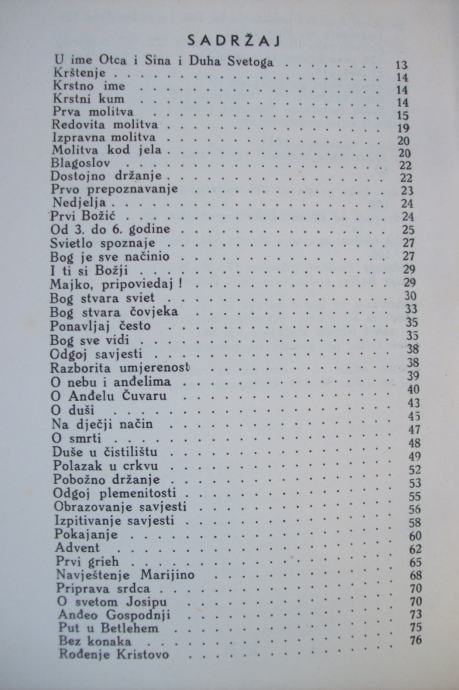 SADRŽAJ
U ime Otca i Sina i Duha Svetoga . . . . . . . 13
Krštenje . . . . . . . . . . . . . . . . 14
Krstno ime . . . . . . . . . . . . . . . 14
Krstni kum . . . . . . . . . . . . . . . 14
Prva molitva . . . . . . . . . . . . . . 15
Redovita molitva . . . . . . . . . . . . . 19
Izpravna molitva . . . . . . . . . . . . . 20
Molitva kod jela . . . . . . . . . . . . . 20
Blagoslov . . . . . . . . . . . . . . . 22
Dostojno držanje . . . . . . . . . . . . . 22
Prvo prepoznavanje . . . . . . . . . . . . 23
Nedjelja . . . . . . . . . . . . . . . . 24
Prvi Božić . . . . . . . . . . . . . . . 24
Od 3. do 6. godine . . . . . . . . . . . . 25
Svietlo spoznaje . . . . . . . . . . . . . 27
Bog je sve načinio . . . . . . . . . . . . 27
I ti si Božji . . . . . . . . . . . . . . 29
Majko, pripoviedaj ! . . . . . . . . . . . . 29
Bog stvara sviet . . . . . . . . . . . . . 30
Bog stvara čovjeka . . . . . . . . . . . . 33
Ponavljaj često . . . . . . . . . . . . . 35
Bog sve vidi . . . . . . . . . . . . . . 35
Odgoj savjesti . . . . . . . . . . . . . . 38
Razborita umjerenost . . . . . . . . . . . 38
O nebu i anđelima . . . . . . . . . . . . 39
O Anđelu Čuvaru . . . . . . . . . . . . . 40
O duši . . . . . . . . . . . . . . . . 43
Na dječji način . . . . . . . . . . . . . 45
O smrti . . . . . . . . . . . . . . . . 47
Duše u čistilištu . . . . . . . . . . . . . 48
Polazak u crkvu . . . . . . . . . . . . . 49
Pobožno držanje . . . . . . . . . . . . . 52
Odgoj plemenitosti . . . . . . . . . . . . 53
Obrazovanje savjesti . . . . . . . . . . . . 55
Izpitivanje savjesti . . . . . . . . . . . . 56
Pokajanje . . . . . . . . . . . . . . . 58
Advent . . . . . . . . . . . . . . . . 60
Prvi grieh . . . . . . . . . . . . . . . 62
Navještenje Marijino . . . . . . . . . . . . 65
Priprava srdca . . . . . . . . . . . . . . 68
O svetom Josipu . . . . . . . . . . . . . 70
Anđeo Gospodnji . . . . . . . . . . . . . 70
Put u Betlehem . . . . . . . . . . . . . 73
Bez konaka . . . . . . . . . . . . . . . 75
Rođenje Kristovo . . . . . . . . . . . . . 76